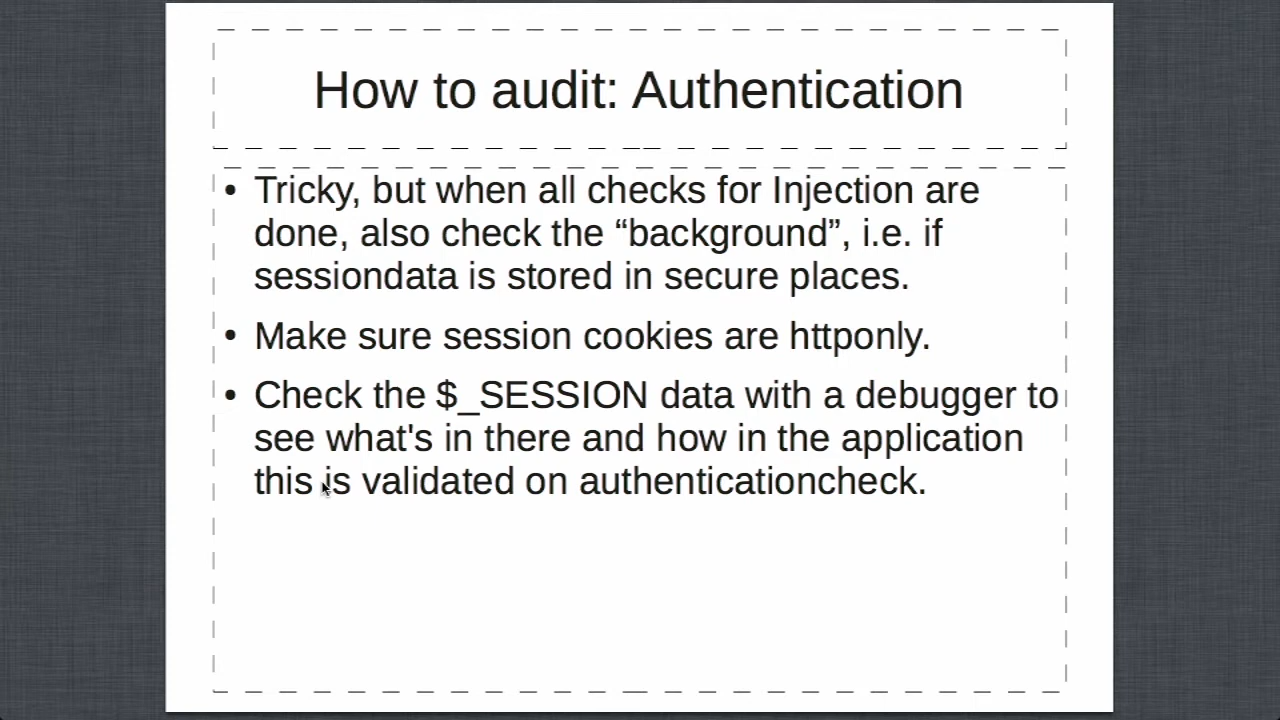 How to audit: Authentication
• Tricky, but when all checks for Injection are
done, also check the “background”, i.e. if
sessiondata is stored in secure places.
• Make sure session cookies are httponly.
• Check the $_SESSION data with a debugger to
see what's in there and how in the application
this is validated on authenticationcheck.